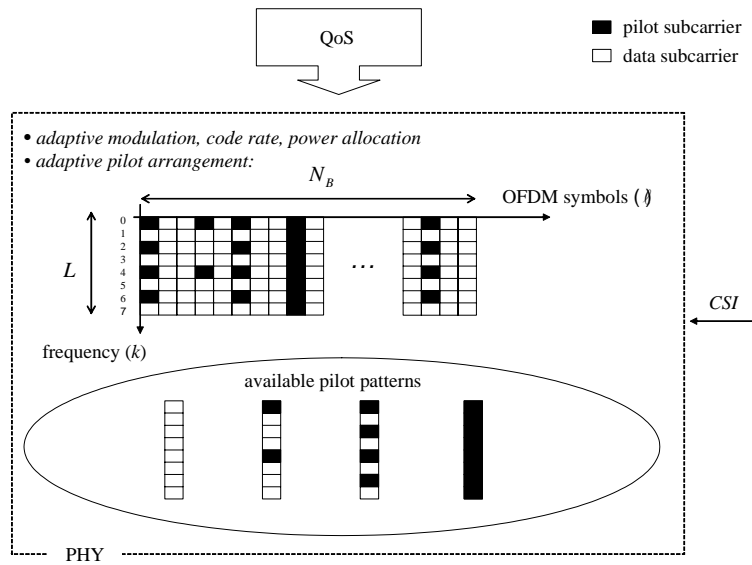 QoS
pilot subcarrier
data subcarrier
• adaptive modulation, code rate, power allocation
• adaptive pilot arrangement:
N_B
OFDM symbols (ℓ)
0
1
2
3
4
5
6
7
L
...
CSI
frequency (k)
available pilot patterns
PHY